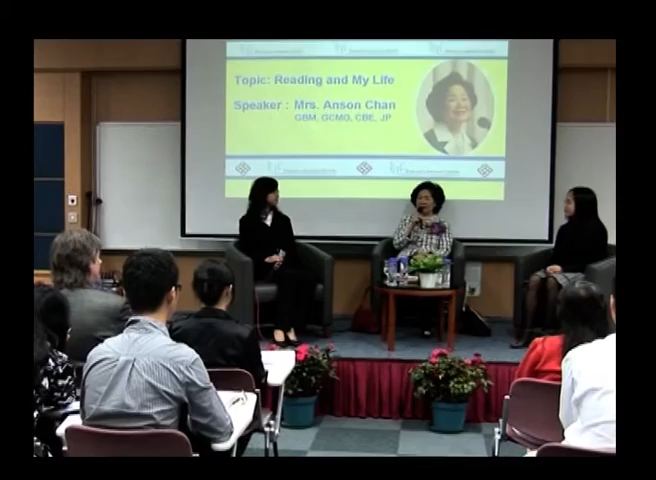 Topic: Reading and My Life
Speaker : Mrs. Anson Chan
GBM, GCMG, CBE, JP